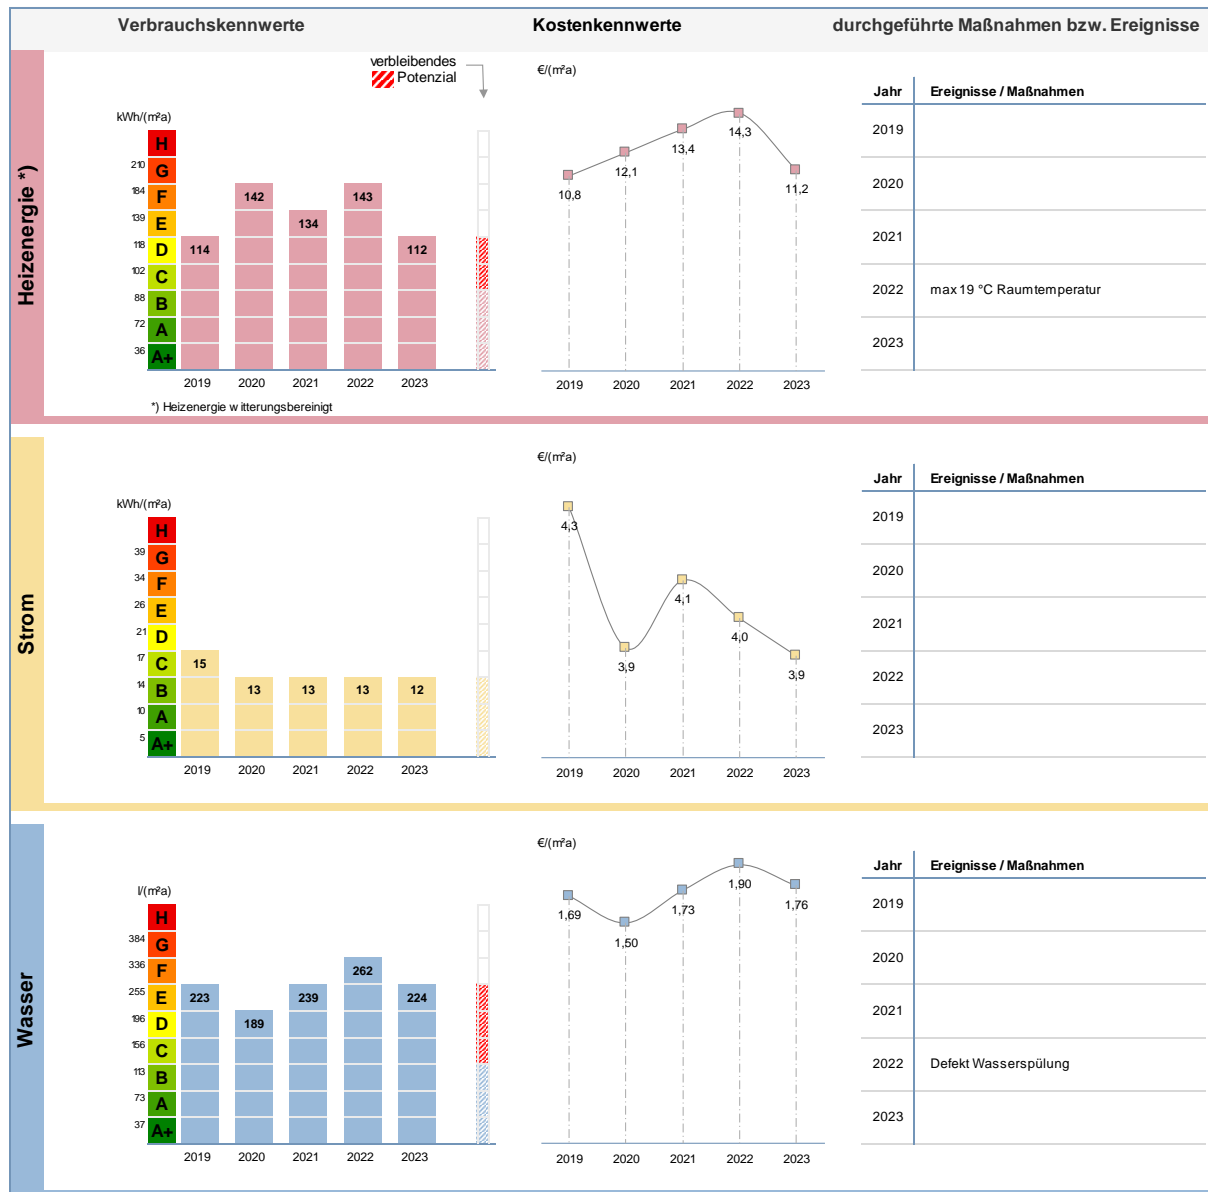 Verbrauchskennwerte
Kostenkennwerte
durchgeführte Maßnahmen bzw. Ereignisse
Heizenergie *)
verbleibendes
Potenzial
kWh/(m²a)
H
210
G
184
F
139
E
118
D
102
C
88
B
72
A
36
A+
114
142
134
143
112
2019 2020 2021 2022 2023
*) Heizenergie witterungsbereinigt
€/(m²a)
10,8
12,1
13,4
14,3
11,2
2019 2020 2021 2022 2023
Jahr Ereignisse / Maßnahmen
2019
2020
2021
2022 max 19 °C Raumtemperatur
2023
Strom
kWh/(m²a)
H
39
G
34
F
26
E
21
D
17
C
14
B
10
A
5
A+
15
13
13
13
12
2019 2020 2021 2022 2023
€/(m²a)
4,3
3,9
4,1
4,0
3,9
2019 2020 2021 2022 2023
Jahr Ereignisse / Maßnahmen
2019
2020
2021
2022
2023
Wasser
l/(m²a)
H
384
G
336
F
255
E
196
D
156
C
113
B
73
A
37
A+
223
189
239
262
224
2019 2020 2021 2022 2023
€/(m²a)
1,69
1,50
1,73
1,90
1,76
2019 2020 2021 2022 2023
Jahr Ereignisse / Maßnahmen
2019
2020
2021
2022 Defekt Wasserspülung
2023